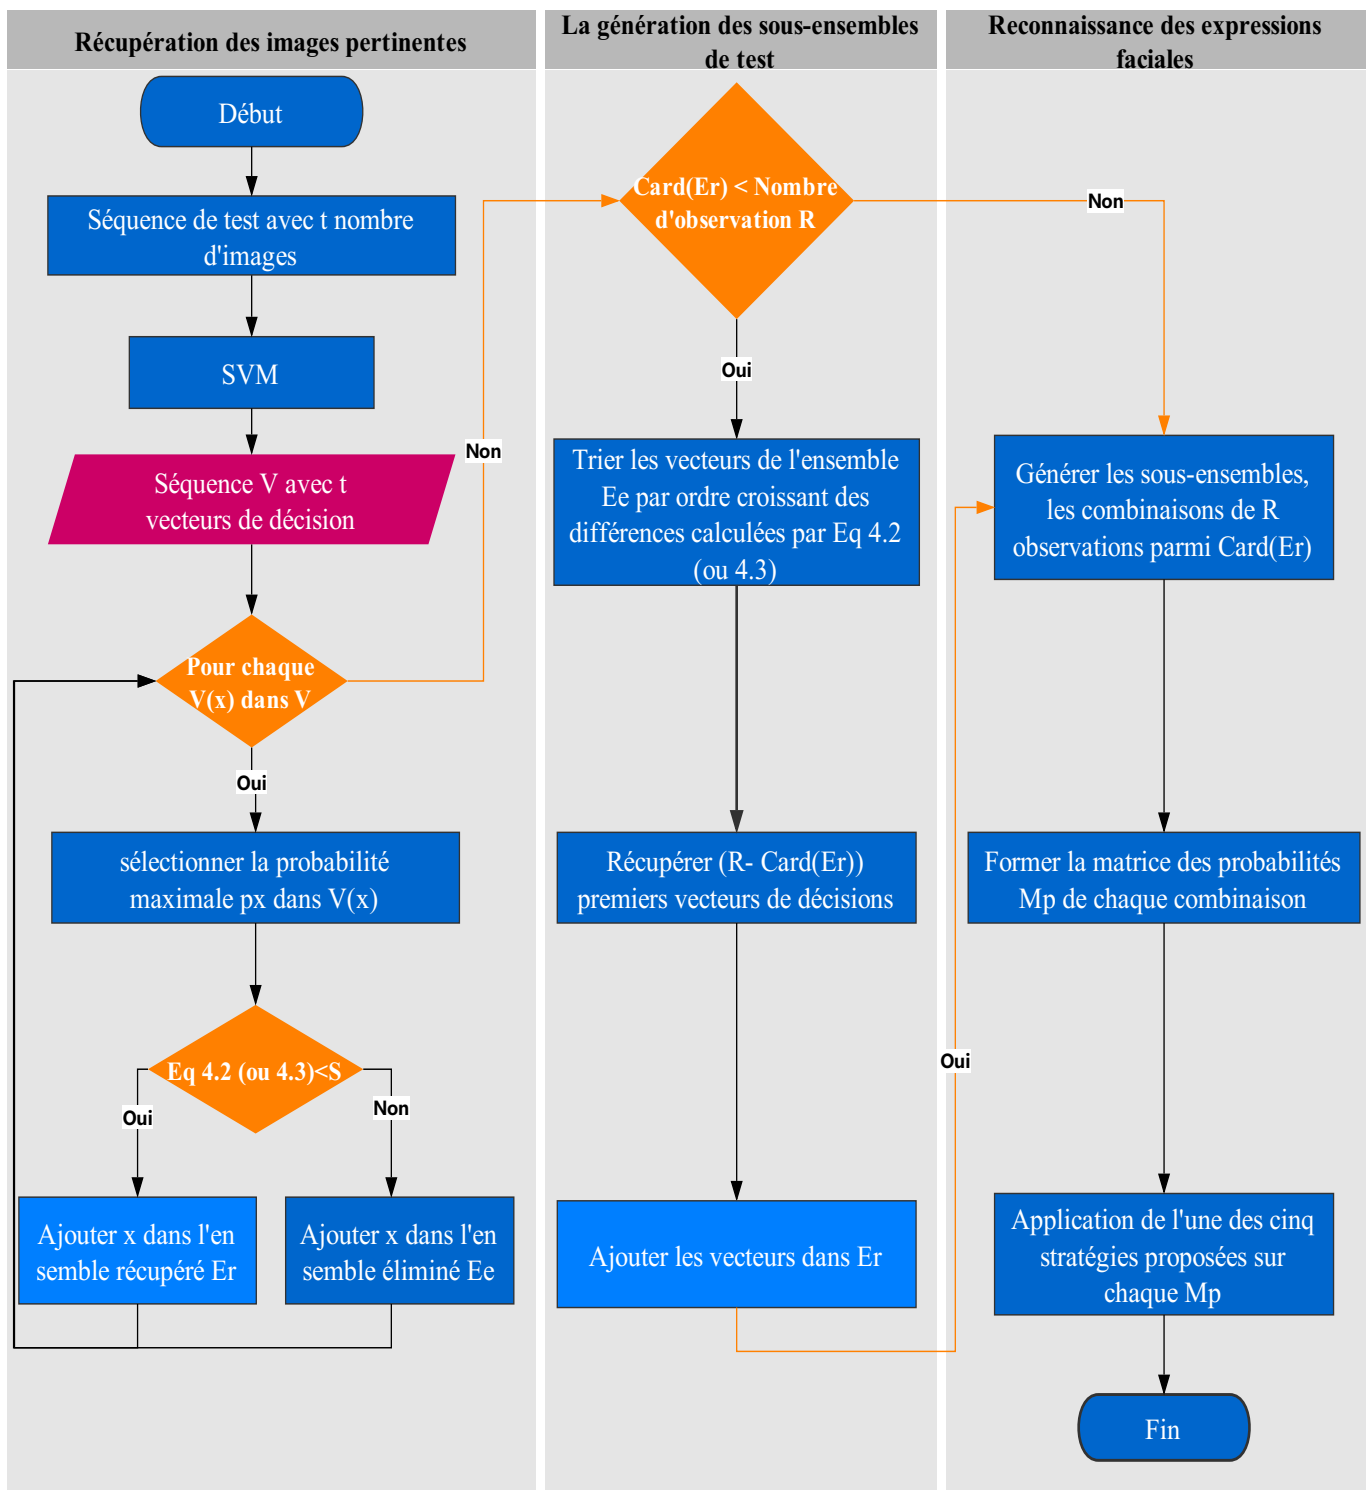 Récupération des images pertinentes
Début
Séquence de test avec t nombre
d'images
SVM
Séquence V avec t
vecteurs de décision
Non
Pour chaque
V(x) dans V
Oui
sélectionner la probabilité
maximale px dans V(x)
Eq 4.2 (ou 4.3)<S
Oui
Non
Ajouter x dans l'en
semble récupéré Er
Ajouter x dans l'en
semble éliminé Ee
La génération des sous-ensembles
de test
Card(Er) < Nombre
d'observation R
Non
Oui
Trier les vecteurs de l'ensemble
Ee par ordre croissant des
différences calculées par Eq 4.2
(ou 4.3)
Récupérer (R- Card(Er))
premiers vecteurs de décisions
Ajouter les vecteurs dans Er
Oui
Reconnaissance des expressions
faciales
Générer les sous-ensembles,
les combinaisons de R
observations parmi Card(Er)
Former la matrice des probabilités
Mp de chaque combinaison
Application de l'une des cinq
stratégies proposées sur
chaque Mp
Fin